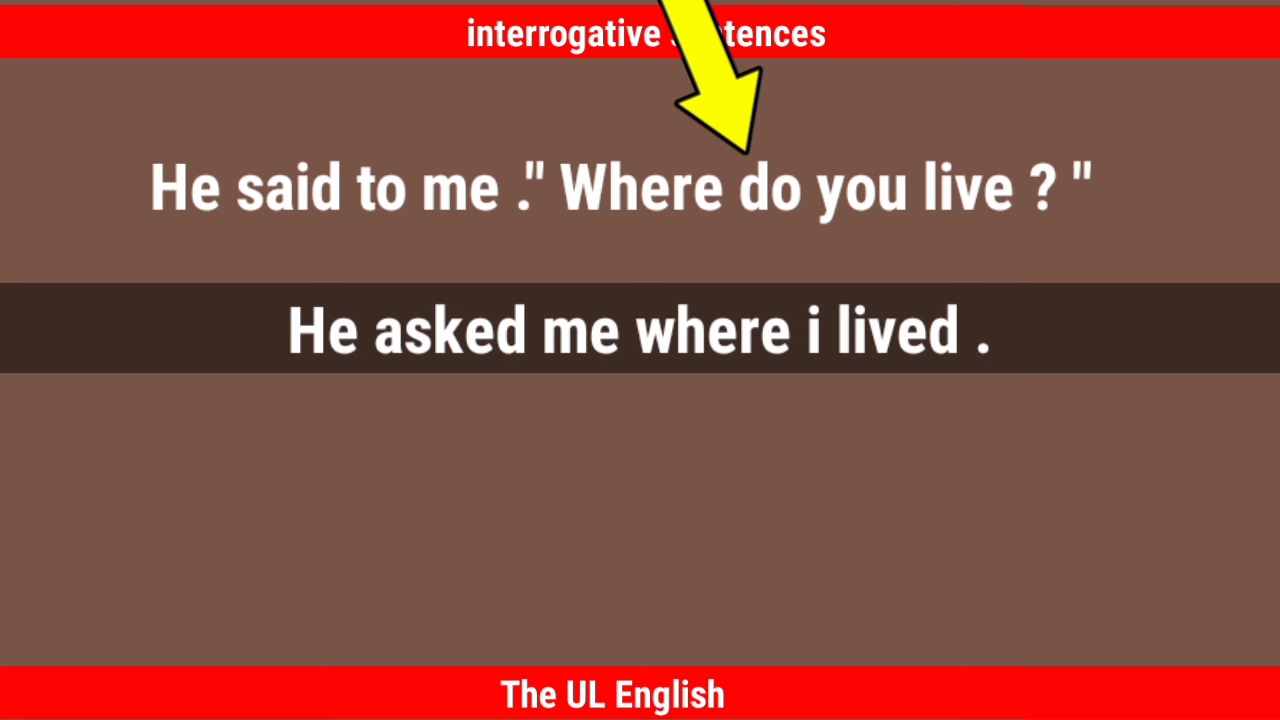 interrogative
He said to me ." Where do you live ? "
He asked me where i lived .
The UL English